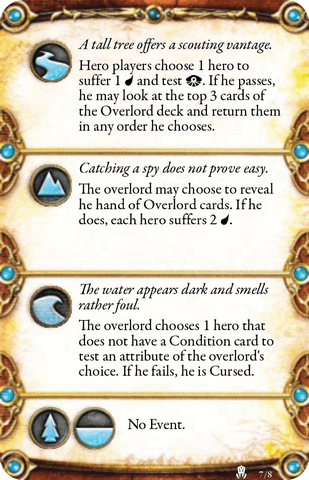 A tall tree offers a scouting vantage.
Hero players choose 1 hero to
suffer 1 and test . If he passes,
he may look at the top 3 cards of
the Overlord deck and return them
in any order he chooses.
Catching a spy does not prove easy.
The overlord may choose to reveal
he hand of Overlord cards. If he
does, each hero suffers 2 .
The water appears dark and smells
rather foul.
The overlord chooses 1 hero that
does not have a Condition card to
test an attribute of the overlord's
choice. If he fails, he is Cursed.
No Event.
7/8